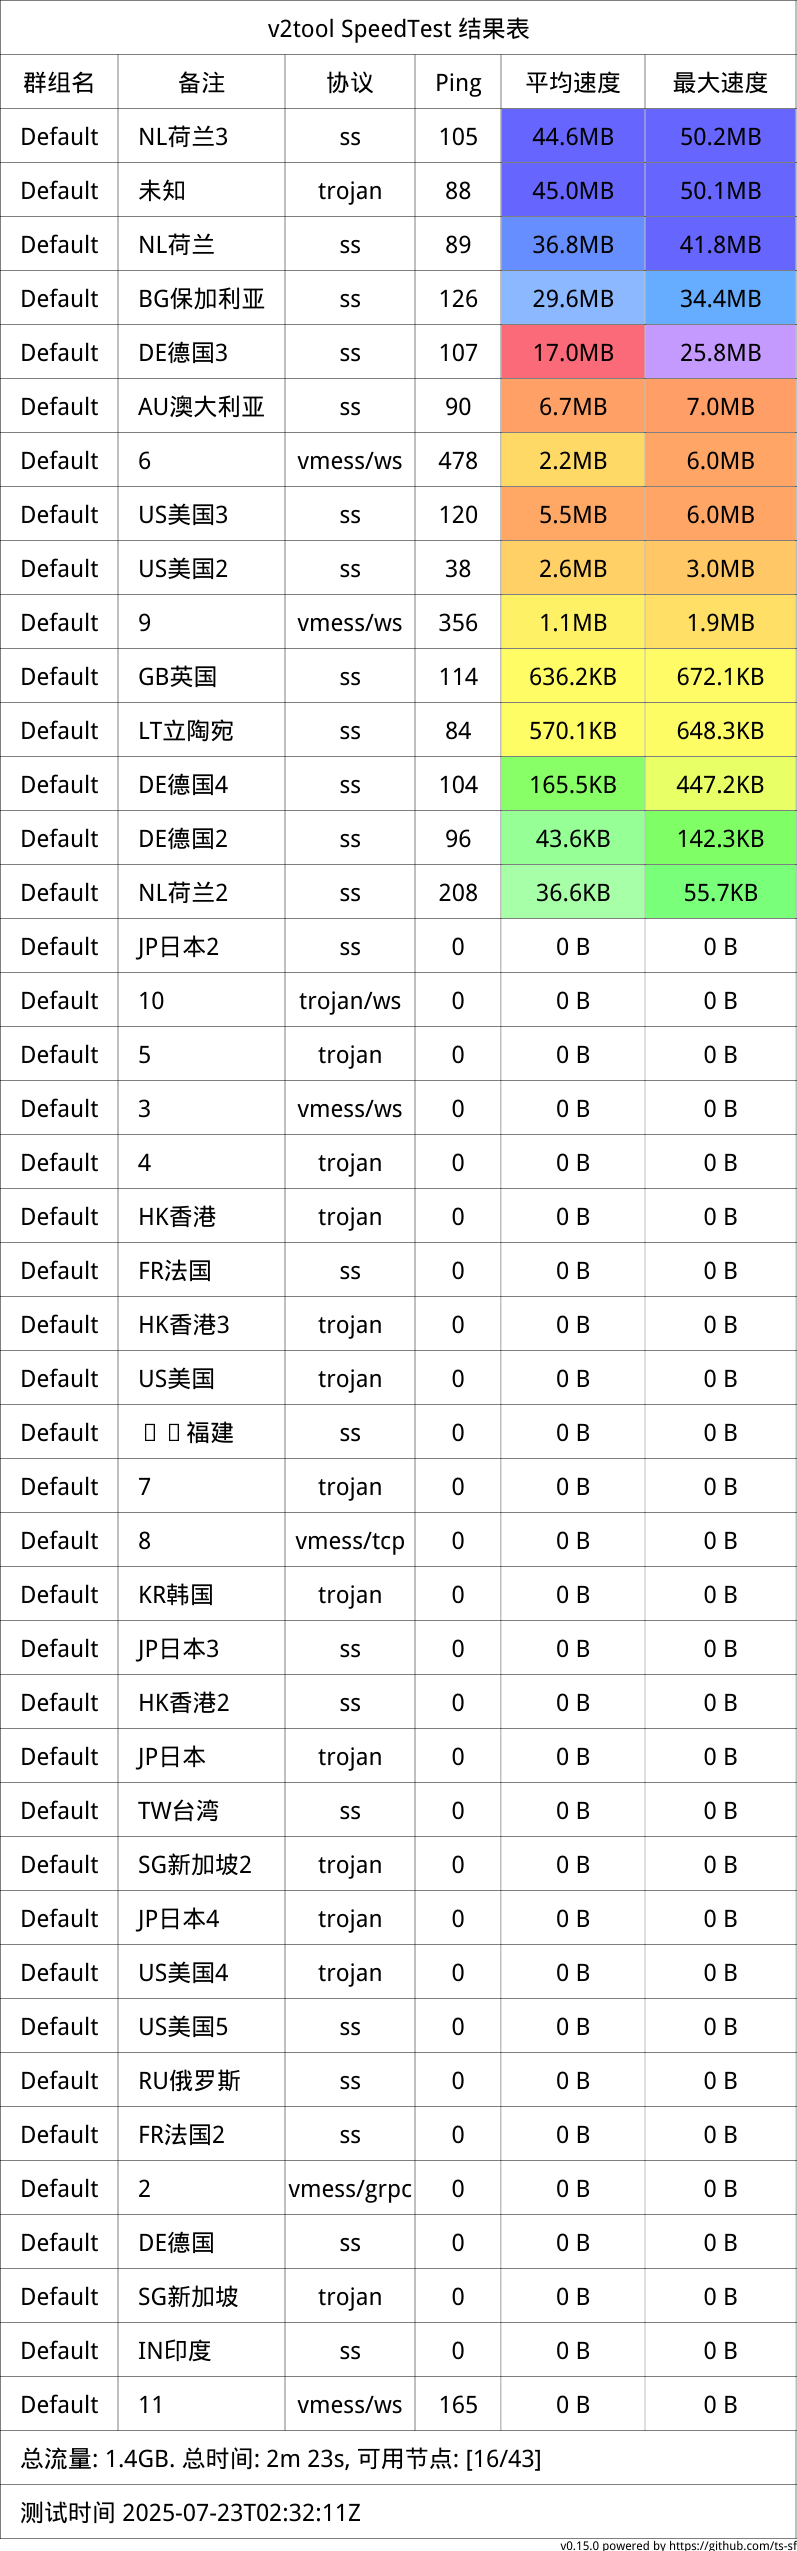 v2tool SpeedTest 结果表
群组名 备注 协议 Ping 平均速度 最大速度
Default NL荷兰3 ss 105 44.6MB 50.2MB
Default 未知 trojan 88 45.0MB 50.1MB
Default NL荷兰 ss 89 36.8MB 41.8MB
Default BG保加利亚 ss 126 29.6MB 34.4MB
Default DE德国3 ss 107 17.0MB 25.8MB
Default AU澳大利亚 ss 90 6.7MB 7.0MB
Default 6 vmess/ws 478 2.2MB 6.0MB
Default US美国3 ss 120 5.5MB 6.0MB
Default US美国2 ss 38 2.6MB 3.0MB
Default 9 vmess/ws 356 1.1MB 1.9MB
Default GB英国 ss 114 636.2KB 672.1KB
Default LT立陶宛 ss 84 570.1KB 648.3KB
Default DE德国4 ss 104 165.5KB 447.2KB
Default DE德国2 ss 96 43.6KB 142.3KB
Default NL荷兰2 ss 208 36.6KB 55.7KB
Default JP日本2 ss 0 0 B 0 B
Default 10 trojan/ws 0 0 B 0 B
Default 5 trojan 0 0 B 0 B
Default 3 vmess/ws 0 0 B 0 B
Default 4 trojan 0 0 B 0 B
Default HK香港 trojan 0 0 B 0 B
Default FR法国 ss 0 0 B 0 B
Default HK香港3 trojan 0 0 B 0 B
Default US美国 trojan 0 0 B 0 B
Default 福建 ss 0 0 B 0 B
Default 7 trojan 0 0 B 0 B
Default 8 vmess/tcp 0 0 B 0 B
Default KR韩国 trojan 0 0 B 0 B
Default JP日本3 ss 0 0 B 0 B
Default HK香港2 ss 0 0 B 0 B
Default JP日本 trojan 0 0 B 0 B
Default TW台湾 ss 0 0 B 0 B
Default SG新加坡2 trojan 0 0 B 0 B
Default JP日本4 trojan 0 0 B 0 B
Default US美国4 trojan 0 0 B 0 B
Default US美国5 ss 0 0 B 0 B
Default RU俄罗斯 ss 0 0 B 0 B
Default FR法国2 ss 0 0 B 0 B
Default 2 vmess/grpc 0 0 B 0 B
Default DE德国 ss 0 0 B 0 B
Default SG新加坡 trojan 0 0 B 0 B
Default IN印度 ss 0 0 B 0 B
Default 11 vmess/ws 165 0 B 0 B
总流量: 1.4GB. 总时间: 2m 23s, 可用节点: [16/43]
测试时间 2025-07-23T02:32:11Z
v0.15.0 powered by https://github.com/ts-sf